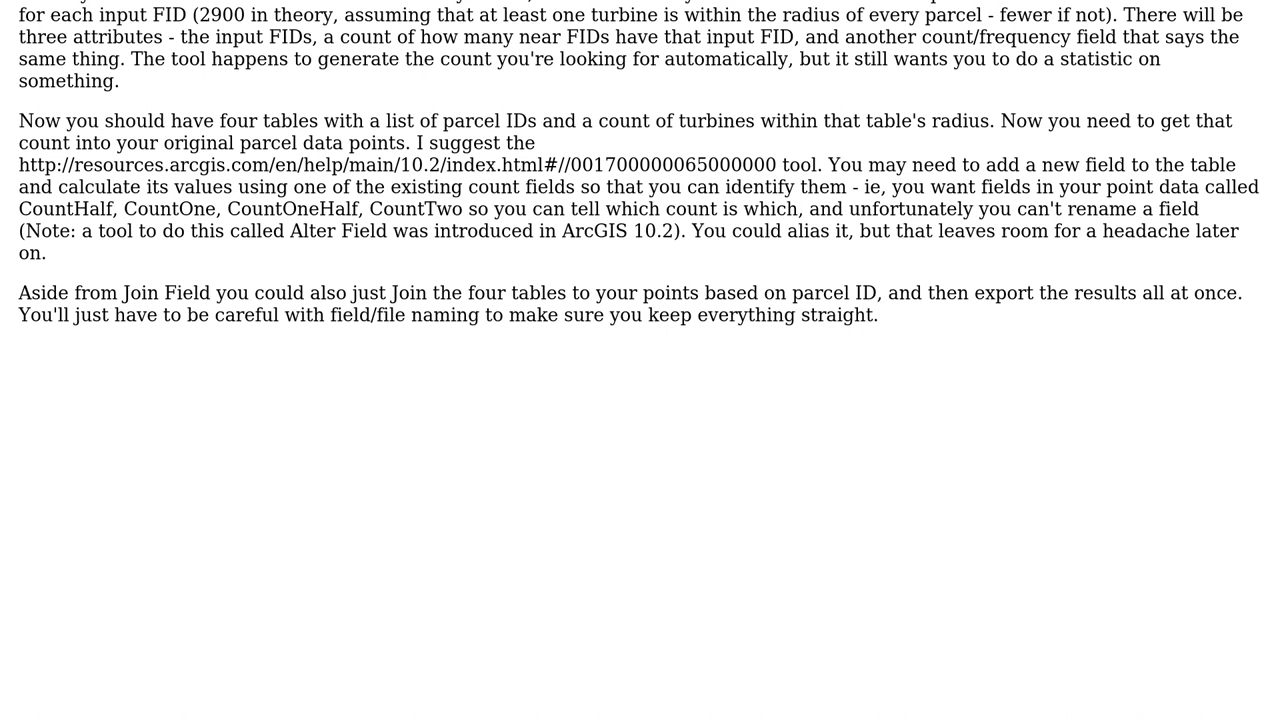 for each input FID (2900 in theory, assuming that at least one turbine is within the radius of every parcel - fewer if not). There will be
three attributes - the input FIDs, a count of how many near FIDs have that input FID, and another count/frequency field that says the
same thing. The tool happens to generate the count you're looking for automatically, but it still wants you to do a statistic on
something.
Now you should have four tables with a list of parcel IDs and a count of turbines within that table's radius. Now you need to get that
count into your original parcel data points. I suggest the
http://resources.arcgis.com/en/help/main/10.2/index.html#//001700000065000000 tool. You may need to add a new field to the table
and calculate its values using one of the existing count fields so that you can identify them - ie, you want fields in your point data called
CountHalf, CountOne, CountOneHalf, CountTwo so you can tell which count is which, and unfortunately you can't rename a field
(Note: a tool to do this called Alter Field was introduced in ArcGIS 10.2). You could alias it, but that leaves room for a headache later
on.
Aside from Join Field you could also just Join the four tables to your points based on parcel ID, and then export the results all at once.
You'll just have to be careful with field/file naming to make sure you keep everything straight.